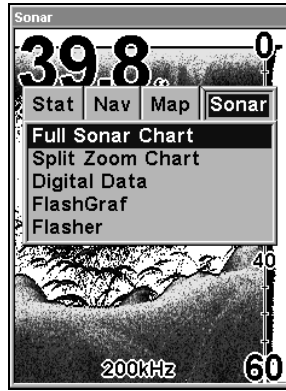 Sonar
39.8
0
Stat Nav Map Sonar
Full Sonar Chart
Split Zoom Chart
Digital Data
FlashGraf
Flasher
40
200kHz
60